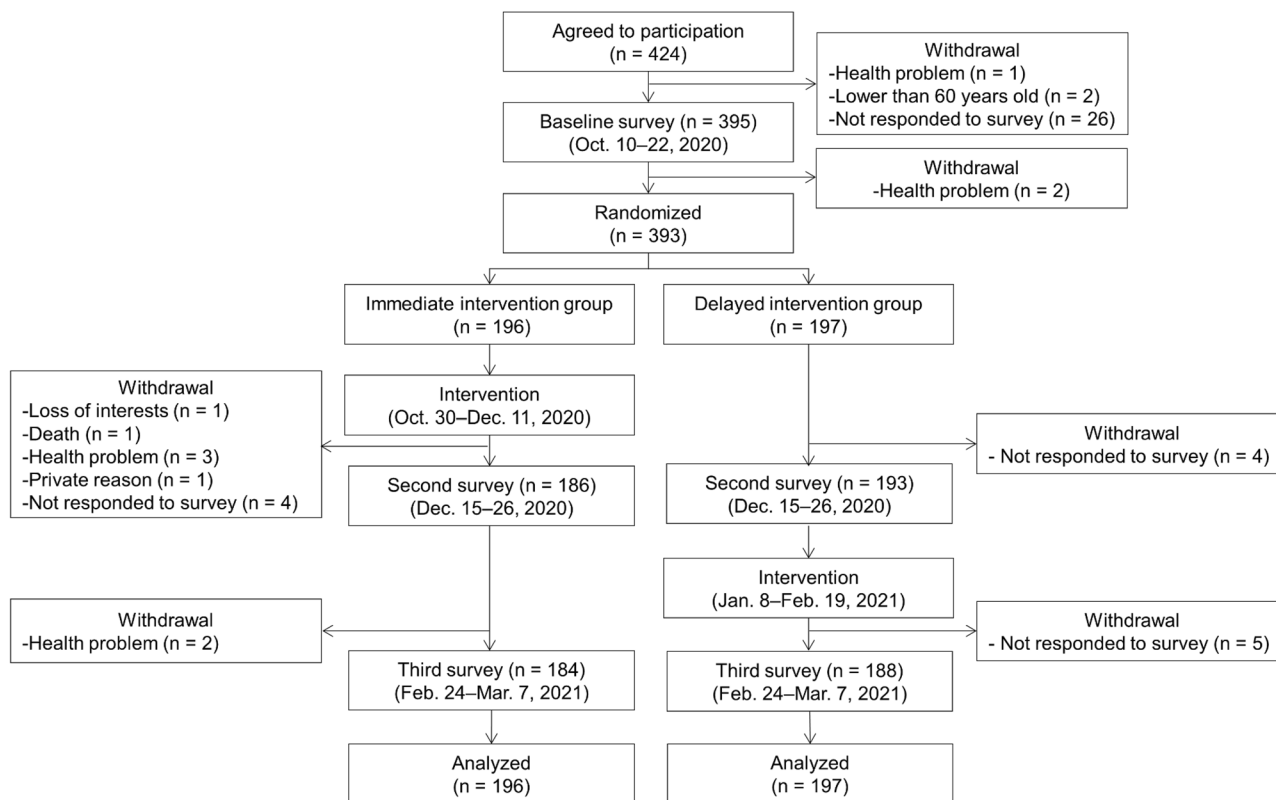 Agreed to participation
(n = 424)
Withdrawal
-Health problem (n = 1)
-Lower than 60 years old (n = 2)
-Not responded to survey (n = 26)
Baseline survey (n = 395)
(Oct. 10–22, 2020)
Withdrawal
-Health problem (n = 2)
Randomized
(n = 393)
Immediate intervention group
(n = 196)
Delayed intervention group
(n = 197)
Intervention
(Oct. 30–Dec. 11, 2020)
Withdrawal
-Loss of interests (n = 1)
-Death (n = 1)
-Health problem (n = 3)
-Private reason (n = 1)
-Not responded to survey (n = 4)
Withdrawal
- Not responded to survey (n = 4)
Second survey (n = 186)
(Dec. 15–26, 2020)
Second survey (n = 193)
(Dec. 15–26, 2020)
Intervention
(Jan. 8–Feb. 19, 2021)
Withdrawal
-Health problem (n = 2)
Withdrawal
- Not responded to survey (n = 5)
Third survey (n = 184)
(Feb. 24–Mar. 7, 2021)
Third survey (n = 188)
(Feb. 24–Mar. 7, 2021)
Analyzed
(n = 196)
Analyzed
(n = 197)